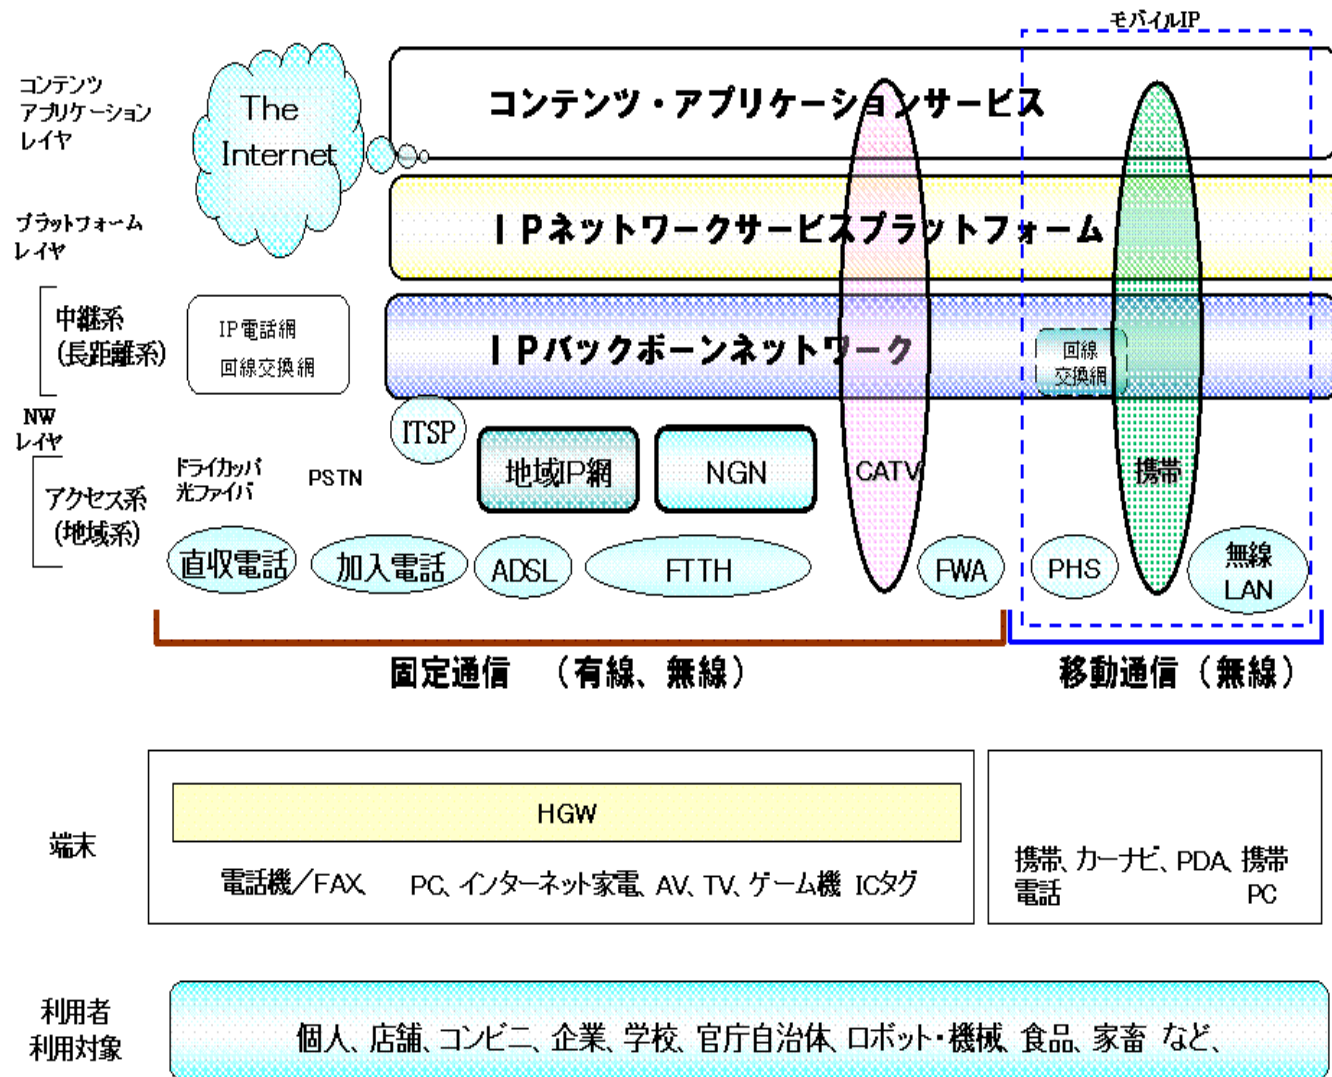 モバイルIP
コンテンツ
アプリケーション
レイヤ
The
Internet
コンテンツ・アプリケーションサービス
プラットフォーム
レイヤ
IPネットワークサービスプラットフォーム
中継系
(長距離系)
IP電話網
回線交換網
IPバックボーンネットワーク
回線
交換網
NW
レイヤ
ITSP
アクセス系
(地域系)
ドライカッパ
光ファイバ
PSTN
地域IP網
NGN
CATV
携帯
直収電話
加入電話
ADSL
FTTH
FWA
PHS
無線
LAN
固定通信 (有線、無線)
移動通信(無線)
端末
HGW
電話機/FAX、 PC、インターネット家電、AV、TV、ゲーム機 ICタグ
携帯、カーナビ、PDA、携帯
電話 PC
利用者
利用対象
個人、店舗、コンビニ、企業、学校、官庁自治体、ロボット・機械、食品、家畜 など、